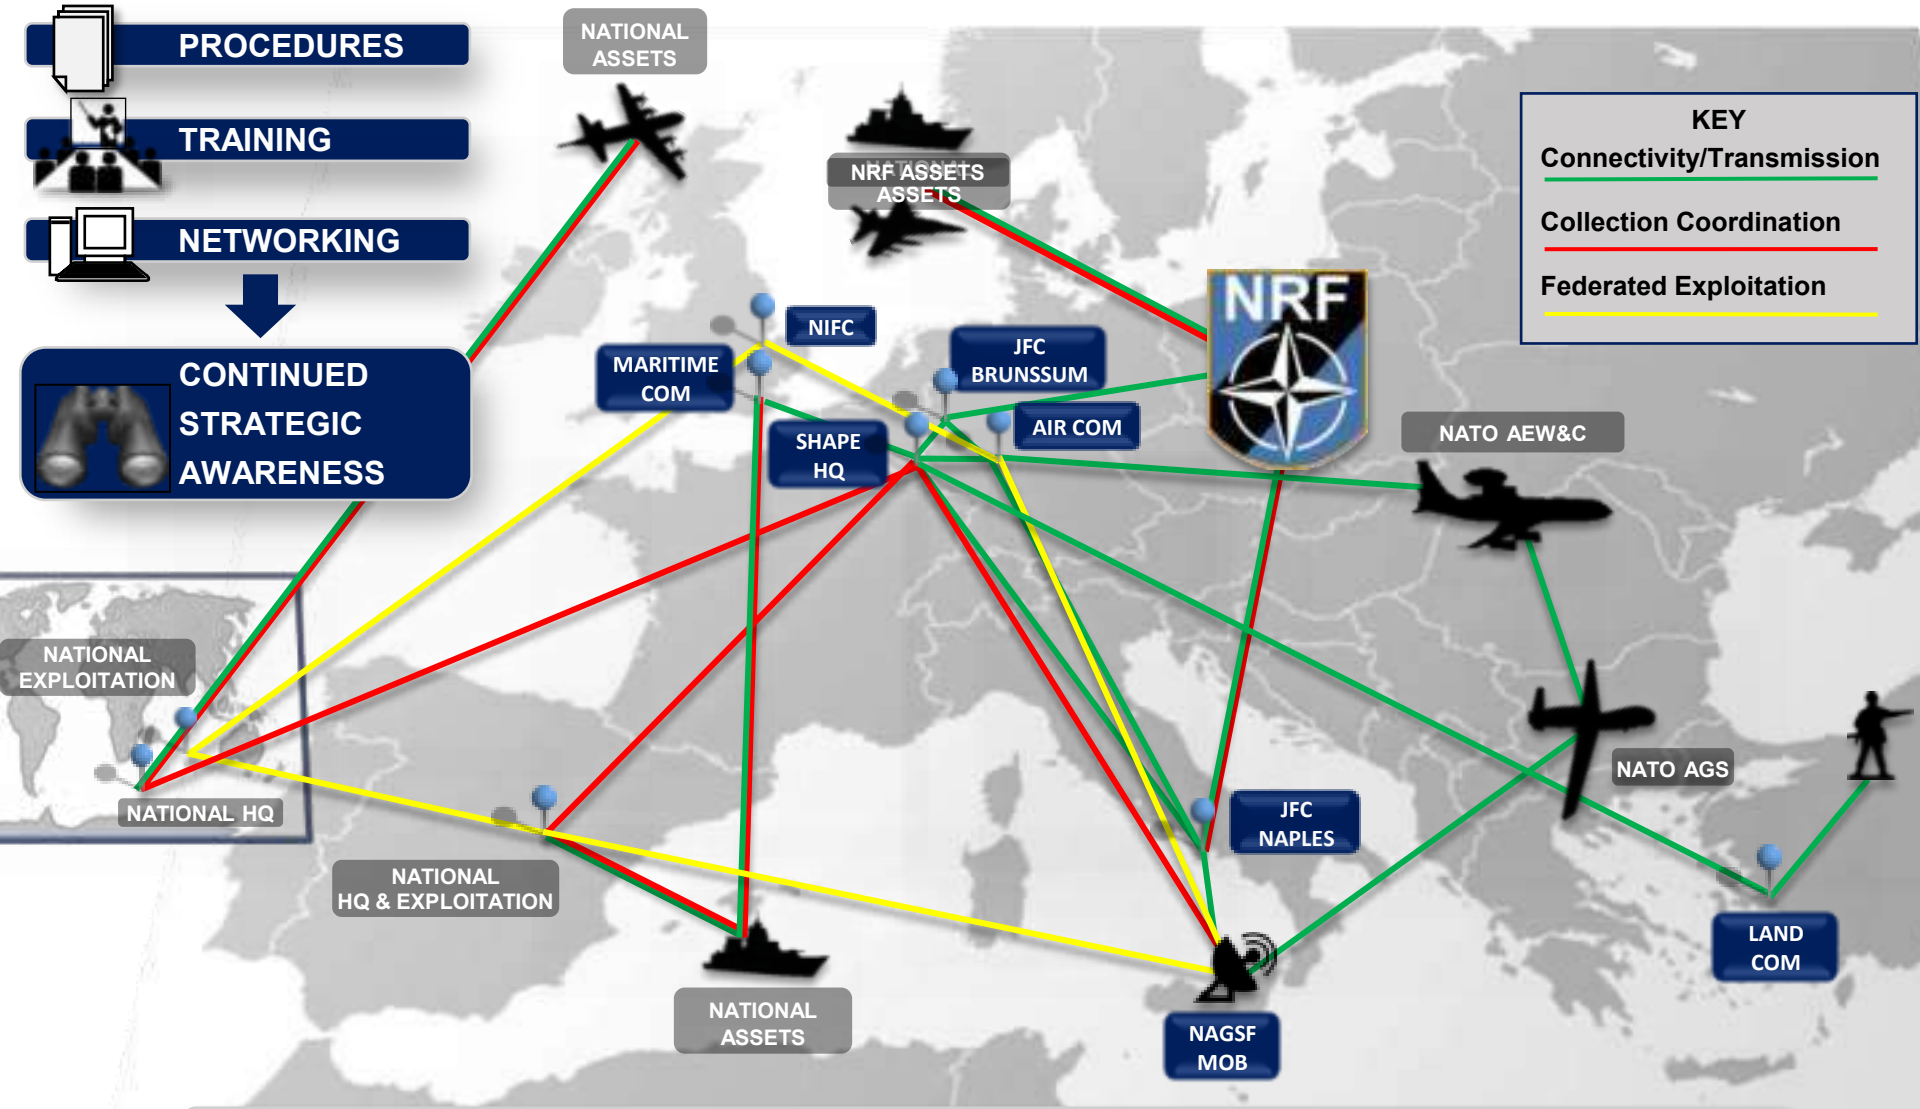 PROCEDURES
TRAINING
NETWORKING
CONTINUED
STRATEGIC
AWARENESS
NATIONAL
ASSETS
NATIONAL
NRF ASSETS
ASSETS
KEY
Connectivity/Transmission
Collection Coordination
Federated Exploitation
NRF
NIFC
MARITIME
COM
JFC
BRUNSSUM
AIR COM
SHAPE
HQ
NATO AEW&C
NATIONAL
EXPLOITATION
NATIONAL HQ
NATIONAL
HQ & EXPLOITATION
NATIONAL
ASSETS
JFC
NAPLES
NATO AGS
LAND
COM
NAGSF
MOB